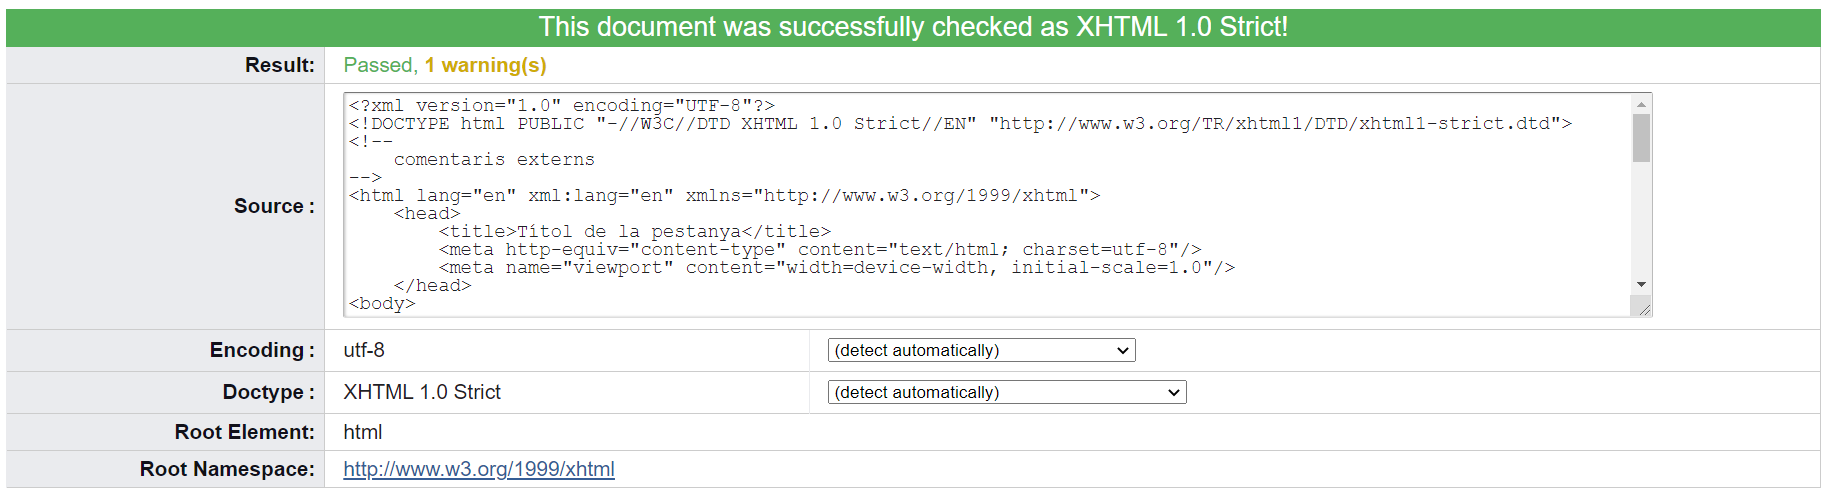 This document was successfully checked as XHTML 1.0 Strict!
Result: Passed, 1 warning(s)
Source :
<?xml version="1.0" encoding="UTF-8"?>
<!DOCTYPE html PUBLIC "-//W3C//DTD XHTML 1.0 Strict//EN" "http://www.w3.org/TR/xhtml1/DTD/xhtml1-strict.dtd">
<!--
    comentaris externs
-->
<html lang="en" xml:lang="en" xmlns="http://www.w3.org/1999/xhtml">
    <head>
        <title>Títol de la pestanya</title>
        <meta http-equiv="content-type" content="text/html; charset=utf-8"/>
        <meta name="viewport" content="width=device-width, initial-scale=1.0"/>
    </head>
<body>
Encoding : utf-8 (detect automatically)
Doctype : XHTML 1.0 Strict (detect automatically)
Root Element: html
Root Namespace: http://www.w3.org/1999/xhtml